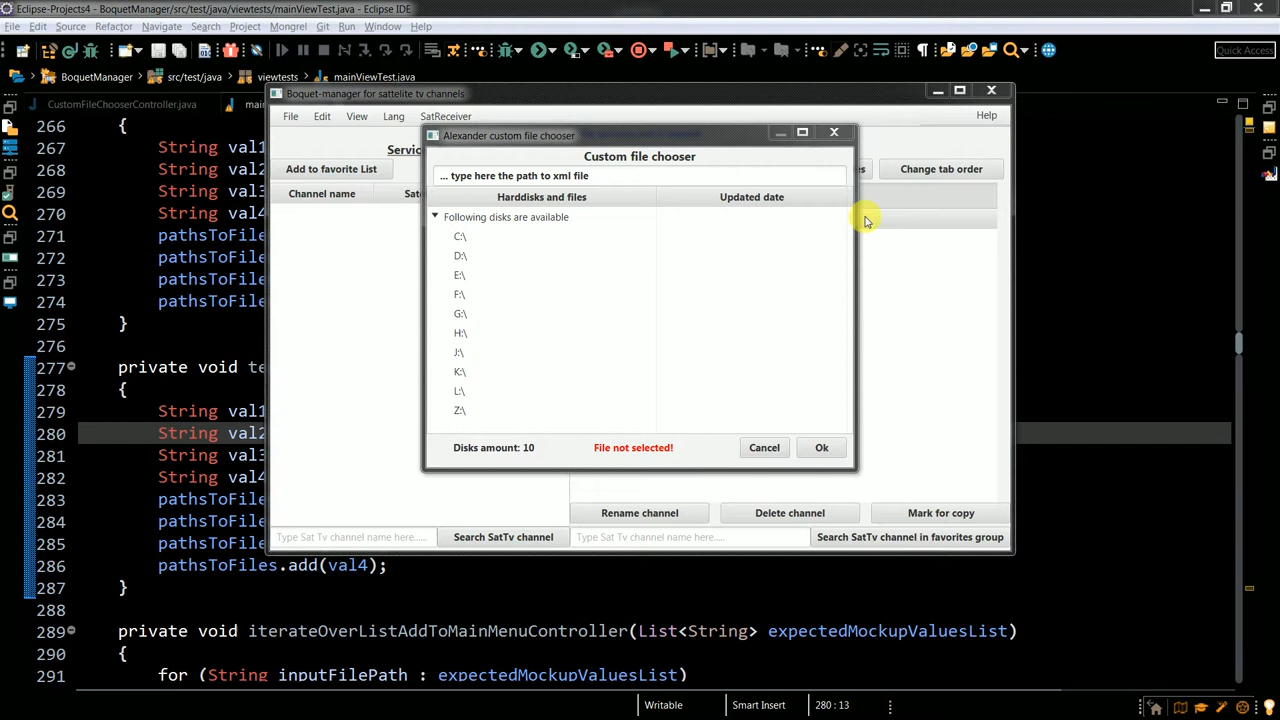 Eclipse-Projects4 - BoquetManager/src/test/java/viewtests/mainViewTest.java - Eclipse IDE
File Edit Source Refactor Navigate Search Project Mongrel Git Run Window Help
Quick Access
BoquetManager src/test/java viewtests mainViewTest.java
CustomFileChooserController.java
Boquet-manager for sattelite tv channels
File Edit View Lang SatReceiver Help
Add to favorite List
Change tab order
Channel name
Alexander custom file chooser
Custom file chooser
... type here the path to xml file
Harddisks and files Updated date
Following disks are available
C:\
D:\
E:\
F:\
G:\
H:\
J:\
K:\
L:\
Z:\
Disks amount: 10 File not selected! Cancel Ok
Rename channel Delete channel Mark for copy
Type Sat Tv channel name here..... Search SatTv channel Type Sat Tv channel name here..... Search SatTv channel in favorites group
266 {
267 String val1
268 String val2
269 String val3
270 String val4
271 pathsToFile
272 pathsToFile
273 pathsToFile
274 pathsToFile
275 }
276
277 private void te
278 {
279 String val1
280 String val2
281 String val3
282 String val4
283 pathsToFile
284 pathsToFile
285 pathsToFile
286 pathsToFiles.add(val4);
287 }
288
289 private void iterateOverListAddToMainMenuController(List<String> expectedMockupValuesList)
290 {
291 for (String inputFilePath : expectedMockupValuesList)
Writable Smart Insert 280 : 13